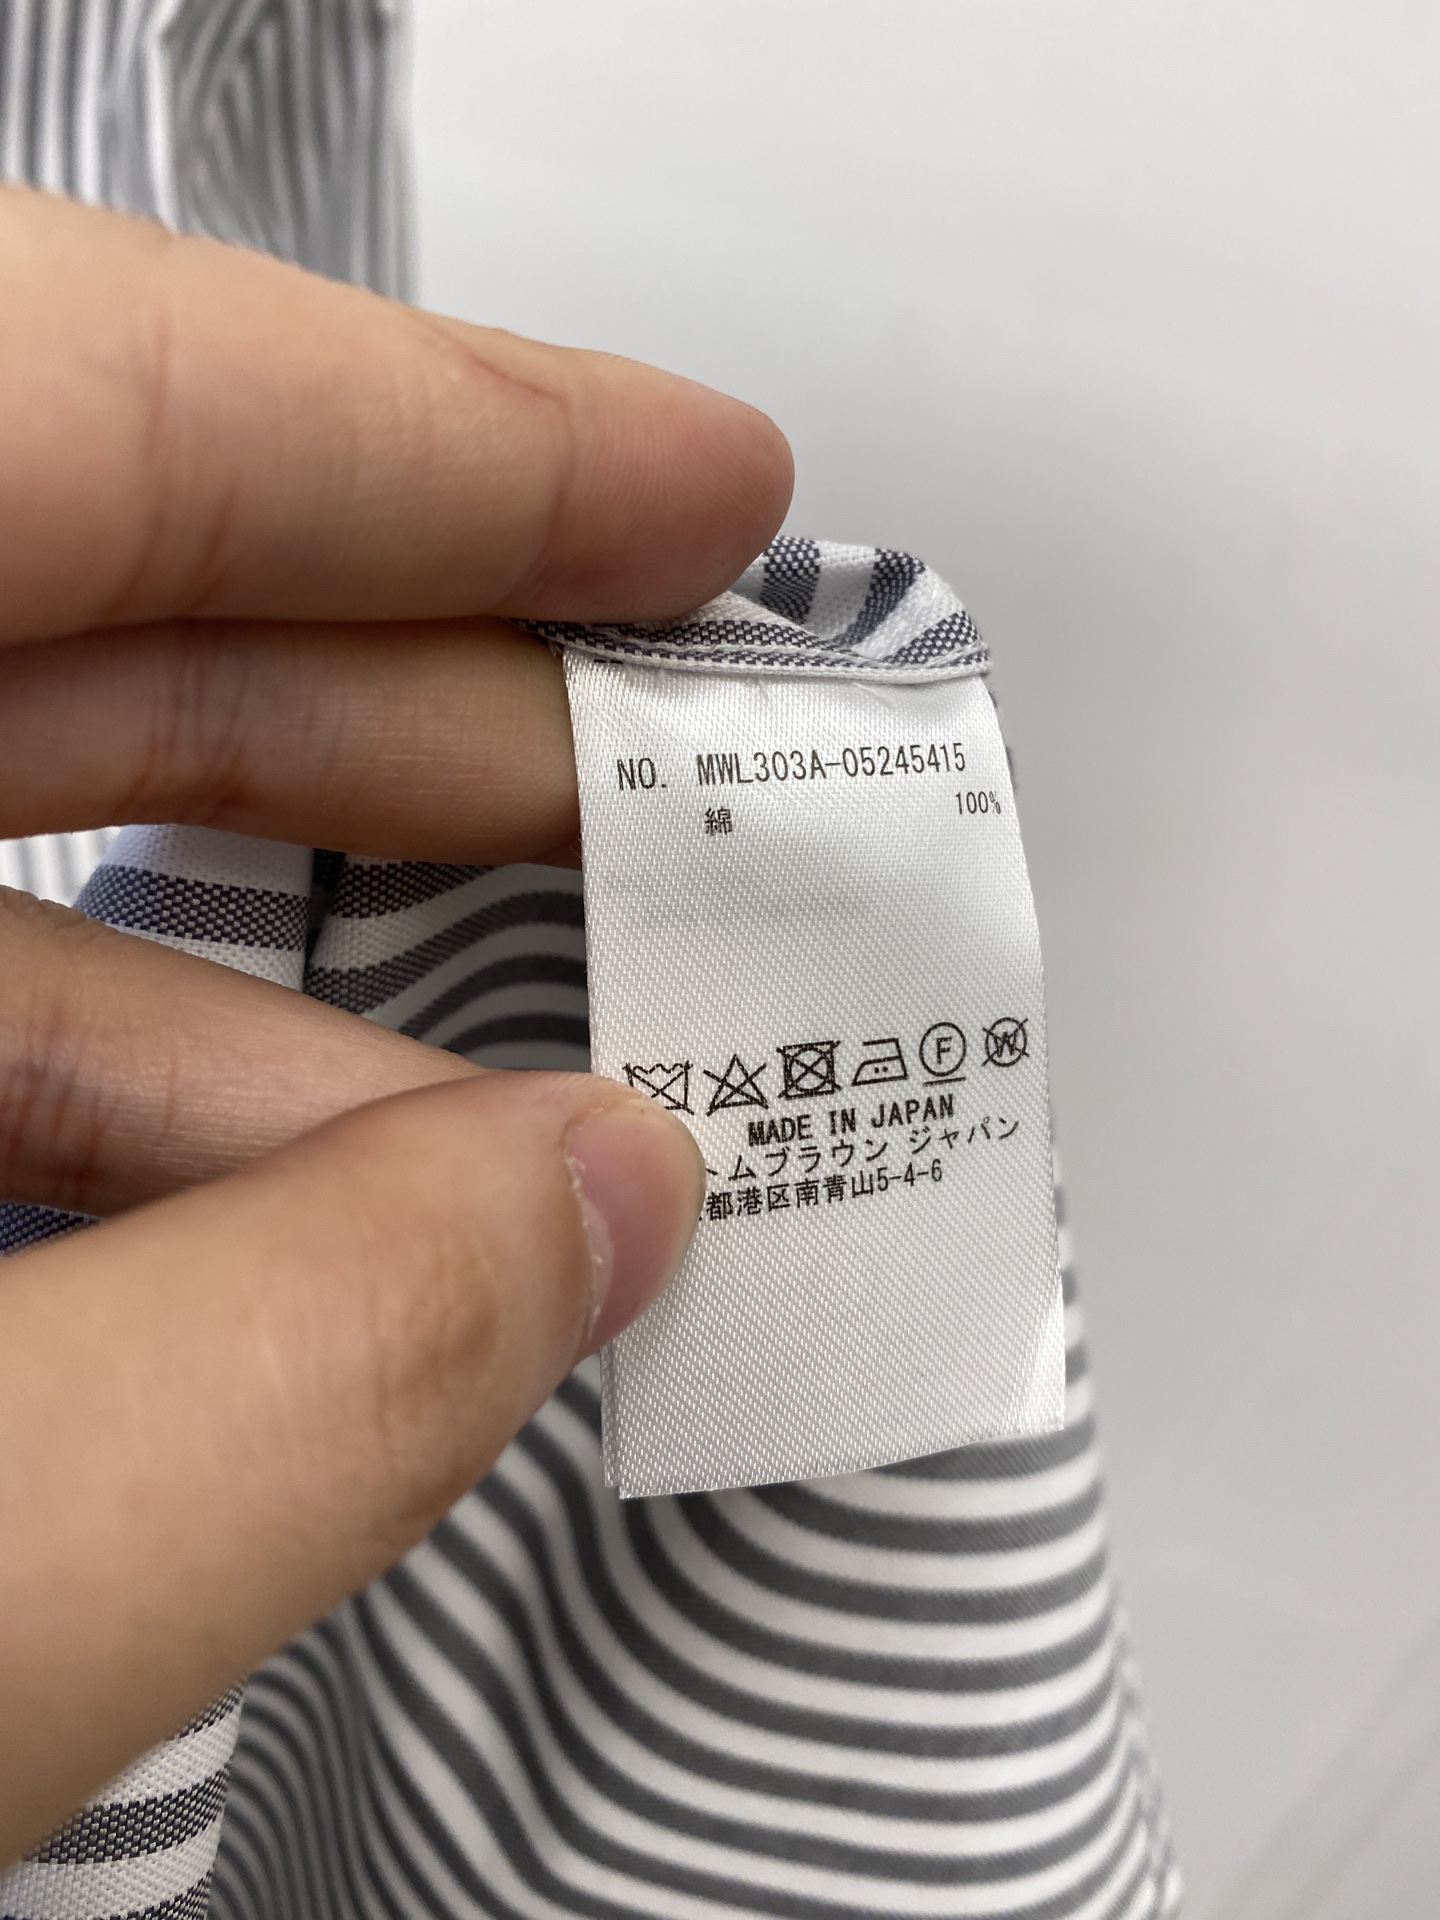 NO. MWL303A-05245415
綿 100%
F W
MADE IN JAPAN
トムブラウン ジャパン
都港区南青山5-4-6